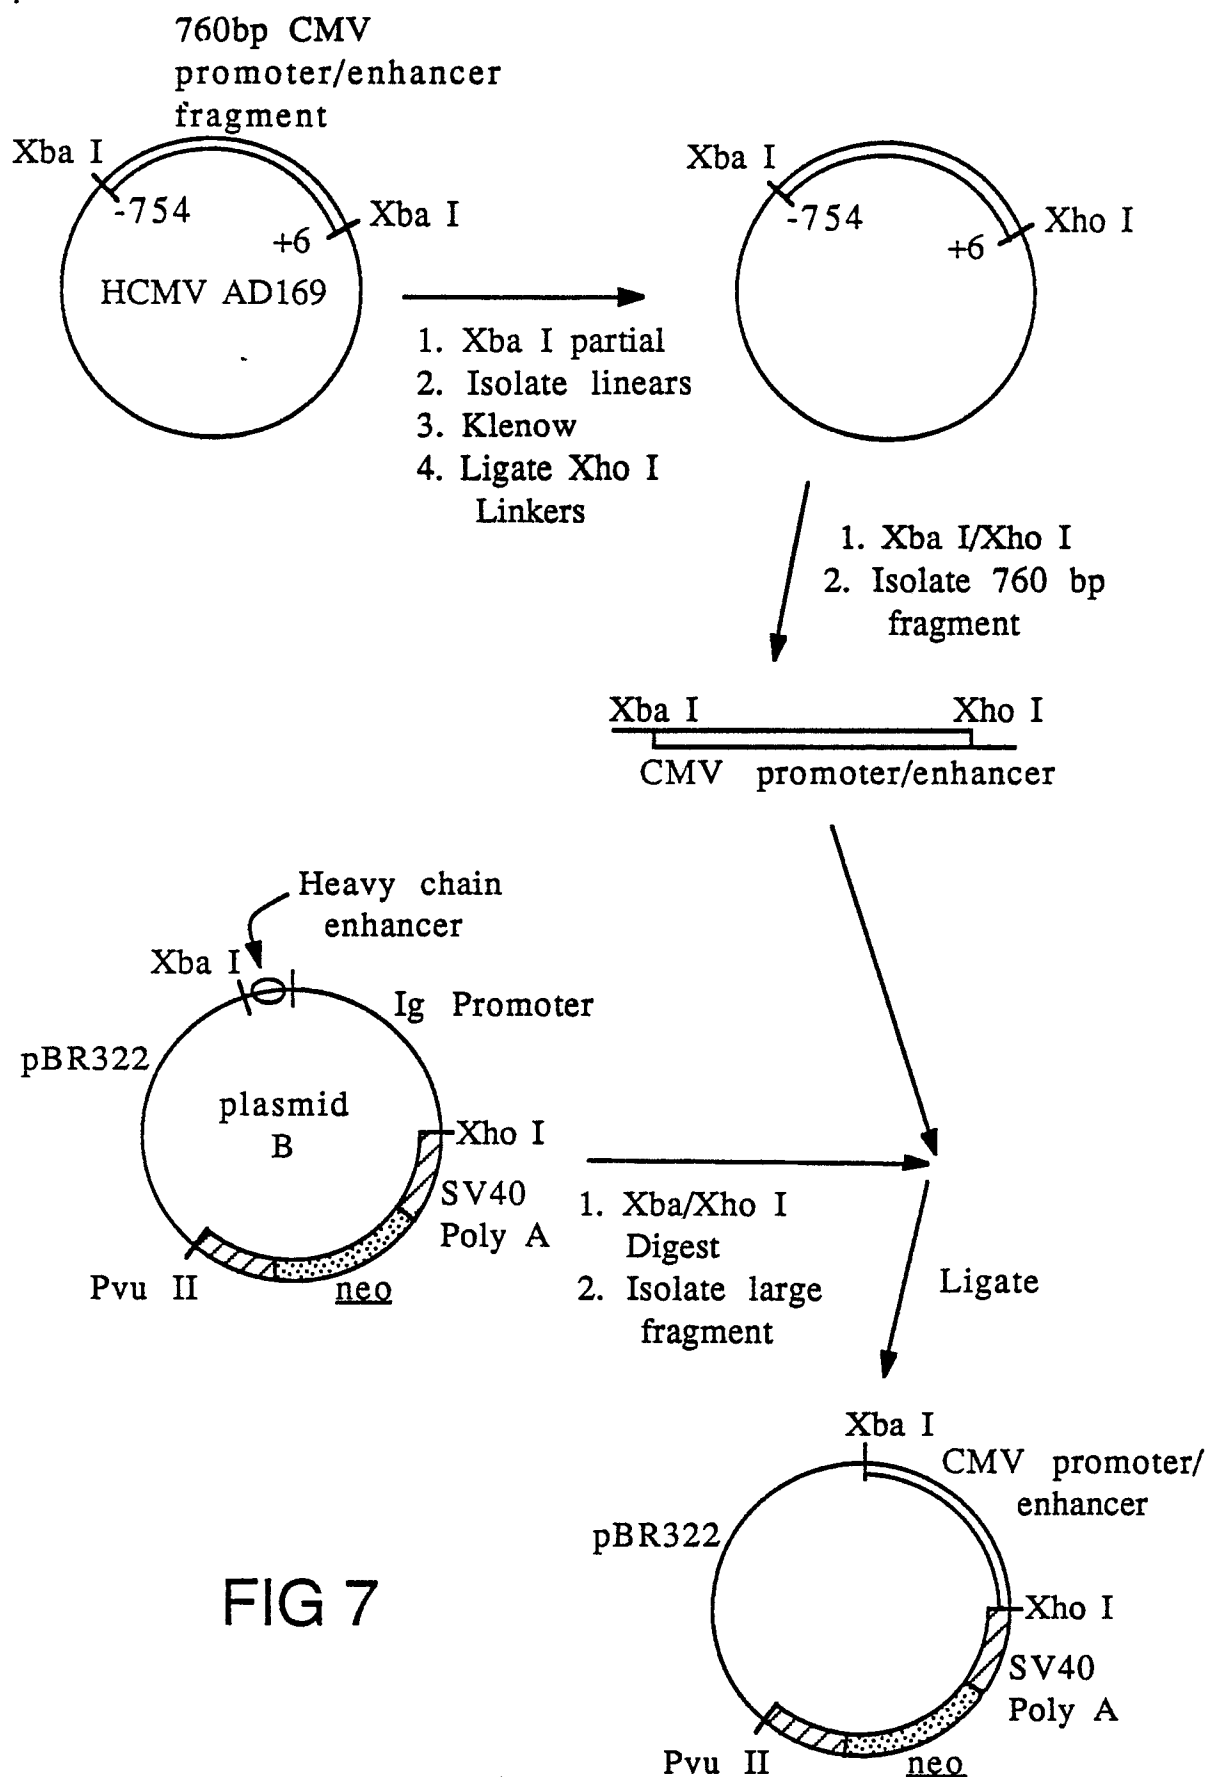 760bp CMV
promoter/enhancer
fragment
Xba I
-754
+6
Xba I
HCMV AD169
1. Xba I partial
2. Isolate linears
3. Klenow
4. Ligate Xho I
Linkers
Xba I
-754
+6
Xho I
1. Xba I/Xho I
2. Isolate 760 bp
fragment
Xba I
Xho I
CMV promoter/enhancer
Heavy chain
enhancer
Xba I
Ig Promoter
pBR322
plasmid
B
Xho I
SV40
Poly A
Pvu II
neo
1. Xba/Xho I
Digest
2. Isolate large
fragment
Ligate
Xba I
CMV promoter/
enhancer
pBR322
Xho I
SV40
Poly A
Pvu II
neo
FIG 7